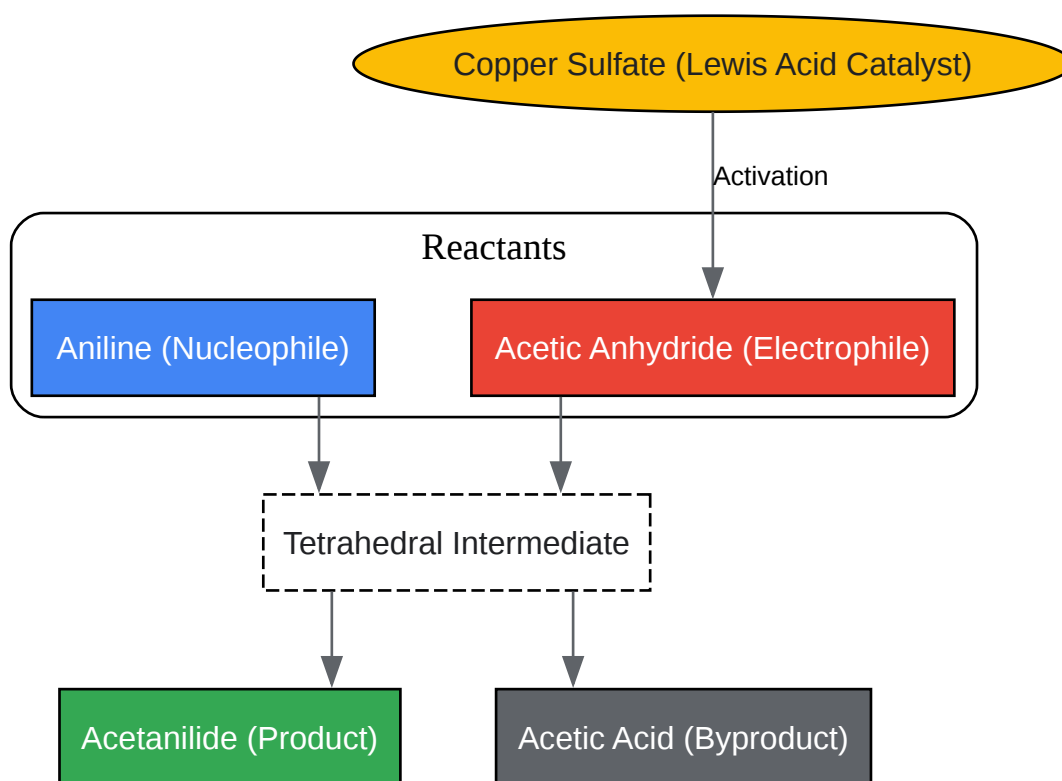 Copper Sulfate (Lewis Acid Catalyst)
Activation
Reactants
Aniline (Nucleophile)
Acetic Anhydride (Electrophile)
Tetrahedral Intermediate
Acetanilide (Product)
Acetic Acid (Byproduct)